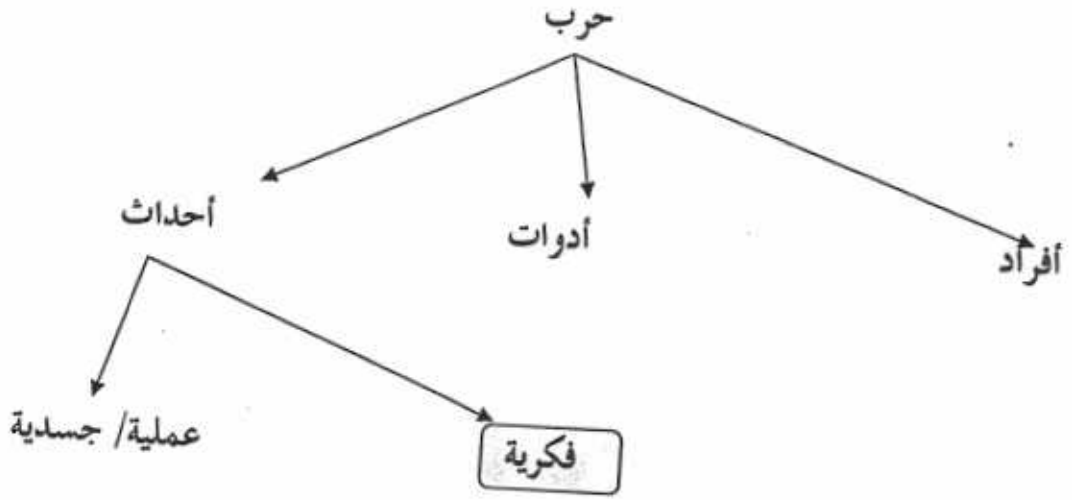 حرب
أفراد
أدوات
أحداث
فكرية
عملية/ جسدية